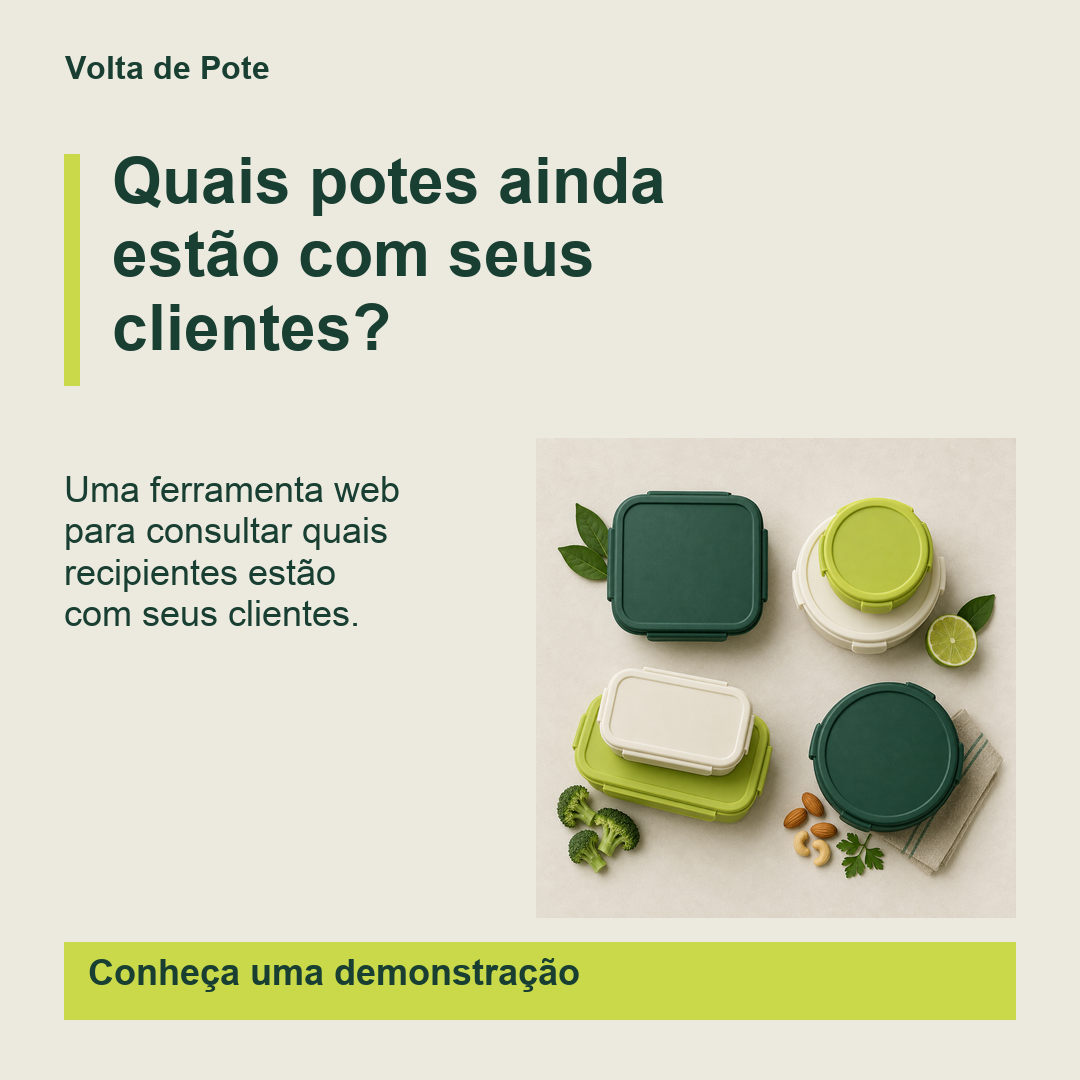 Volta de Pote
Quais potes ainda
estão com seus
clientes?
Uma ferramenta web
para consultar quais
recipientes estão
com seus clientes.
Conheça uma demonstração